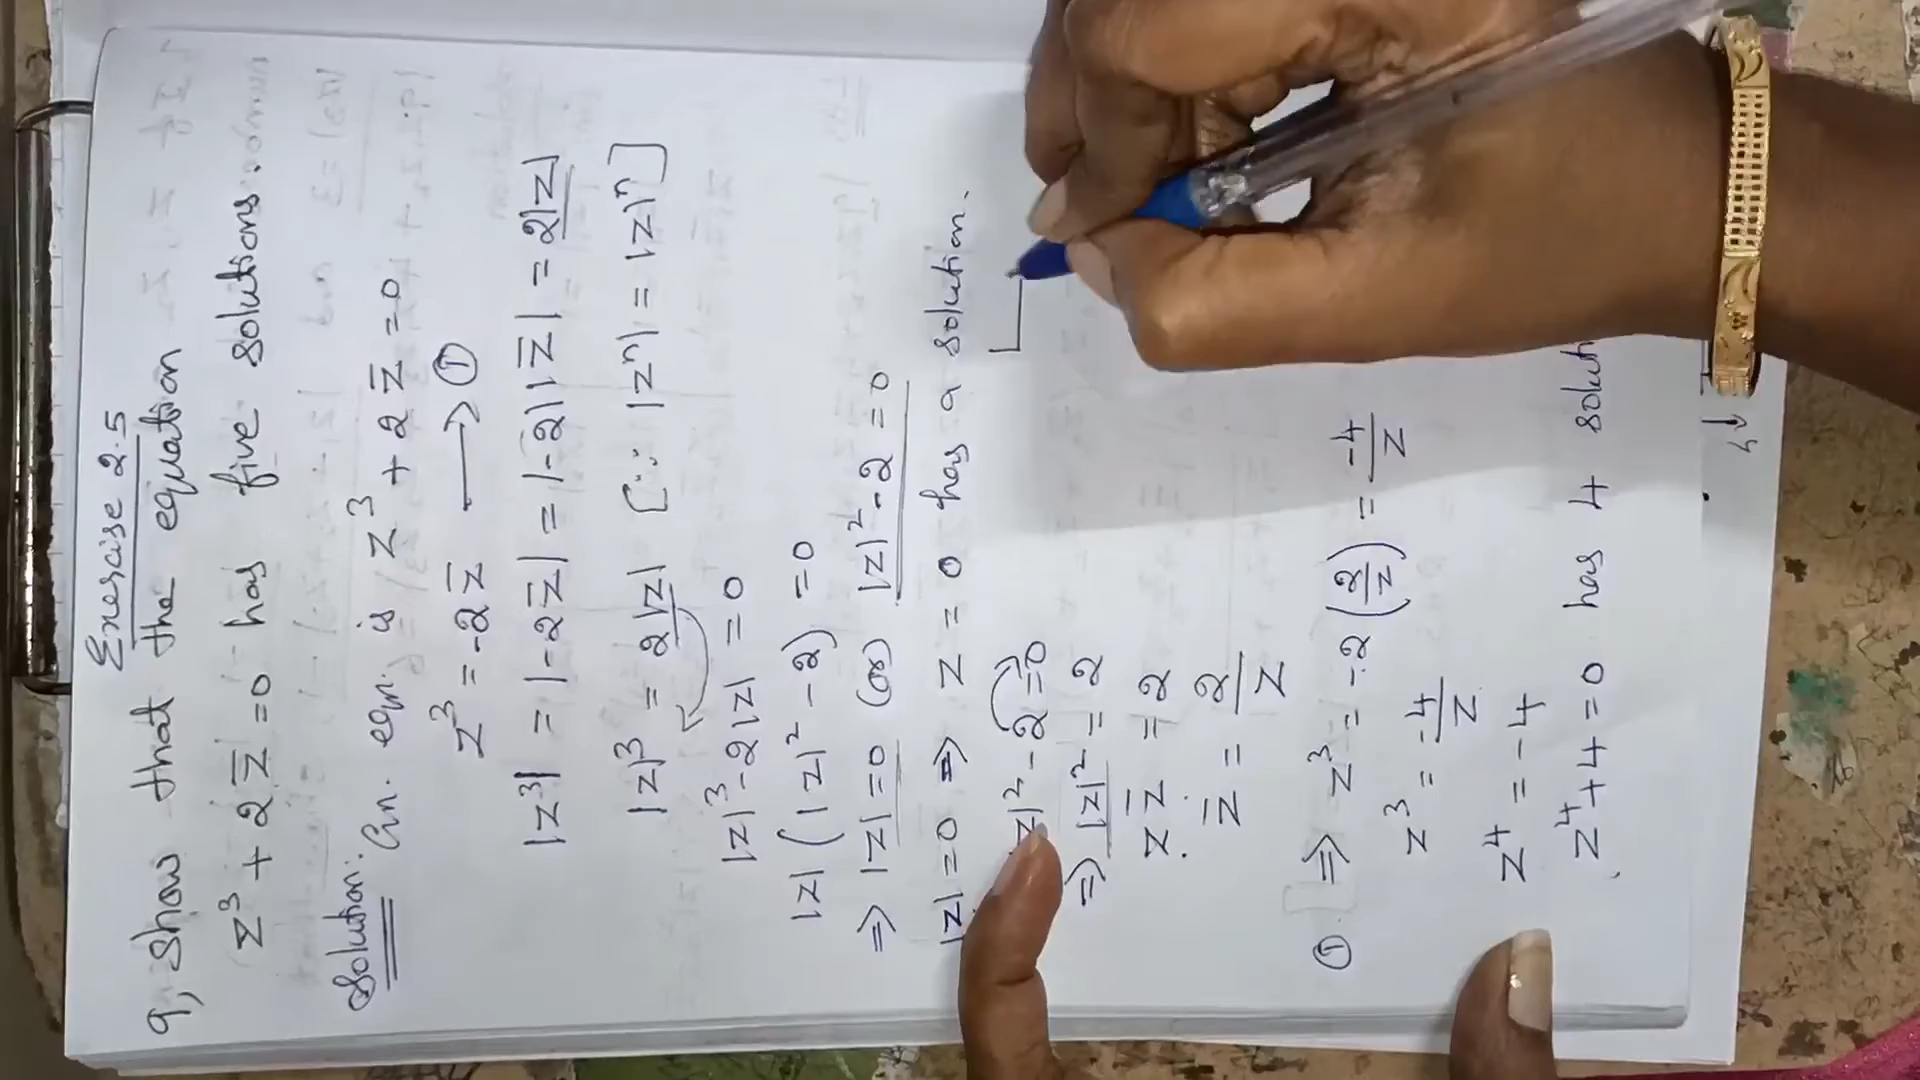 Exercise 2.5
9, Show that the equation
z³ + 2z̅ = 0 has five solutions.
Solution:
Gn. eqn. is z³ + 2z̅ = 0
z³ = -2z̅ → ①
|z³| = |-2z̅| = |-2||z̅| = 2|z|
|z|³ = 2|z| [∵ |zⁿ| = |z|ⁿ]
|z|³ - 2|z| = 0
|z| (|z|² - 2) = 0
⇒ |z| = 0 (or) |z|² - 2 = 0
|z| = 0 ⇒ z = 0 has a solution.
|z|² - 2 = 0
⇒ |z|² = 2
z z̅ = 2
z̅ = 2/z
① ⇒ z³ = -2 (2/z) = -4/z
z³ = -4/z
z⁴ = -4
z⁴ + 4 = 0 has 4